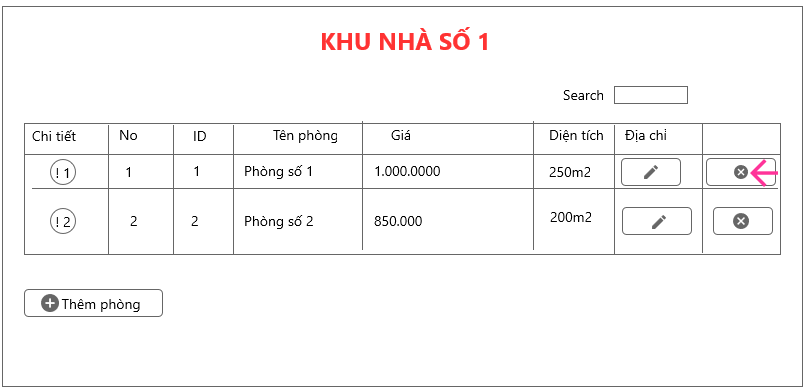 KHU NHÀ SỐ 1
Search
Chi tiết No ID Tên phòng Giá Diện tích Địa chỉ
! 1 1 1 Phòng số 1 1.000.0000 250m2
! 2 2 2 Phòng số 2 850.000 200m2
Thêm phòng